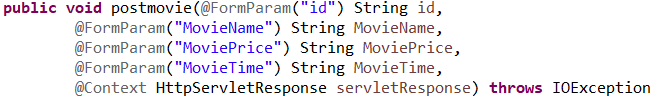 public void postmovie(@FormParam("id") String id,
@FormParam("MovieName") String MovieName,
@FormParam("MoviePrice") String MoviePrice,
@FormParam("MovieTime") String MovieTime,
@Context HttpServletResponse servletResponse) throws IOException